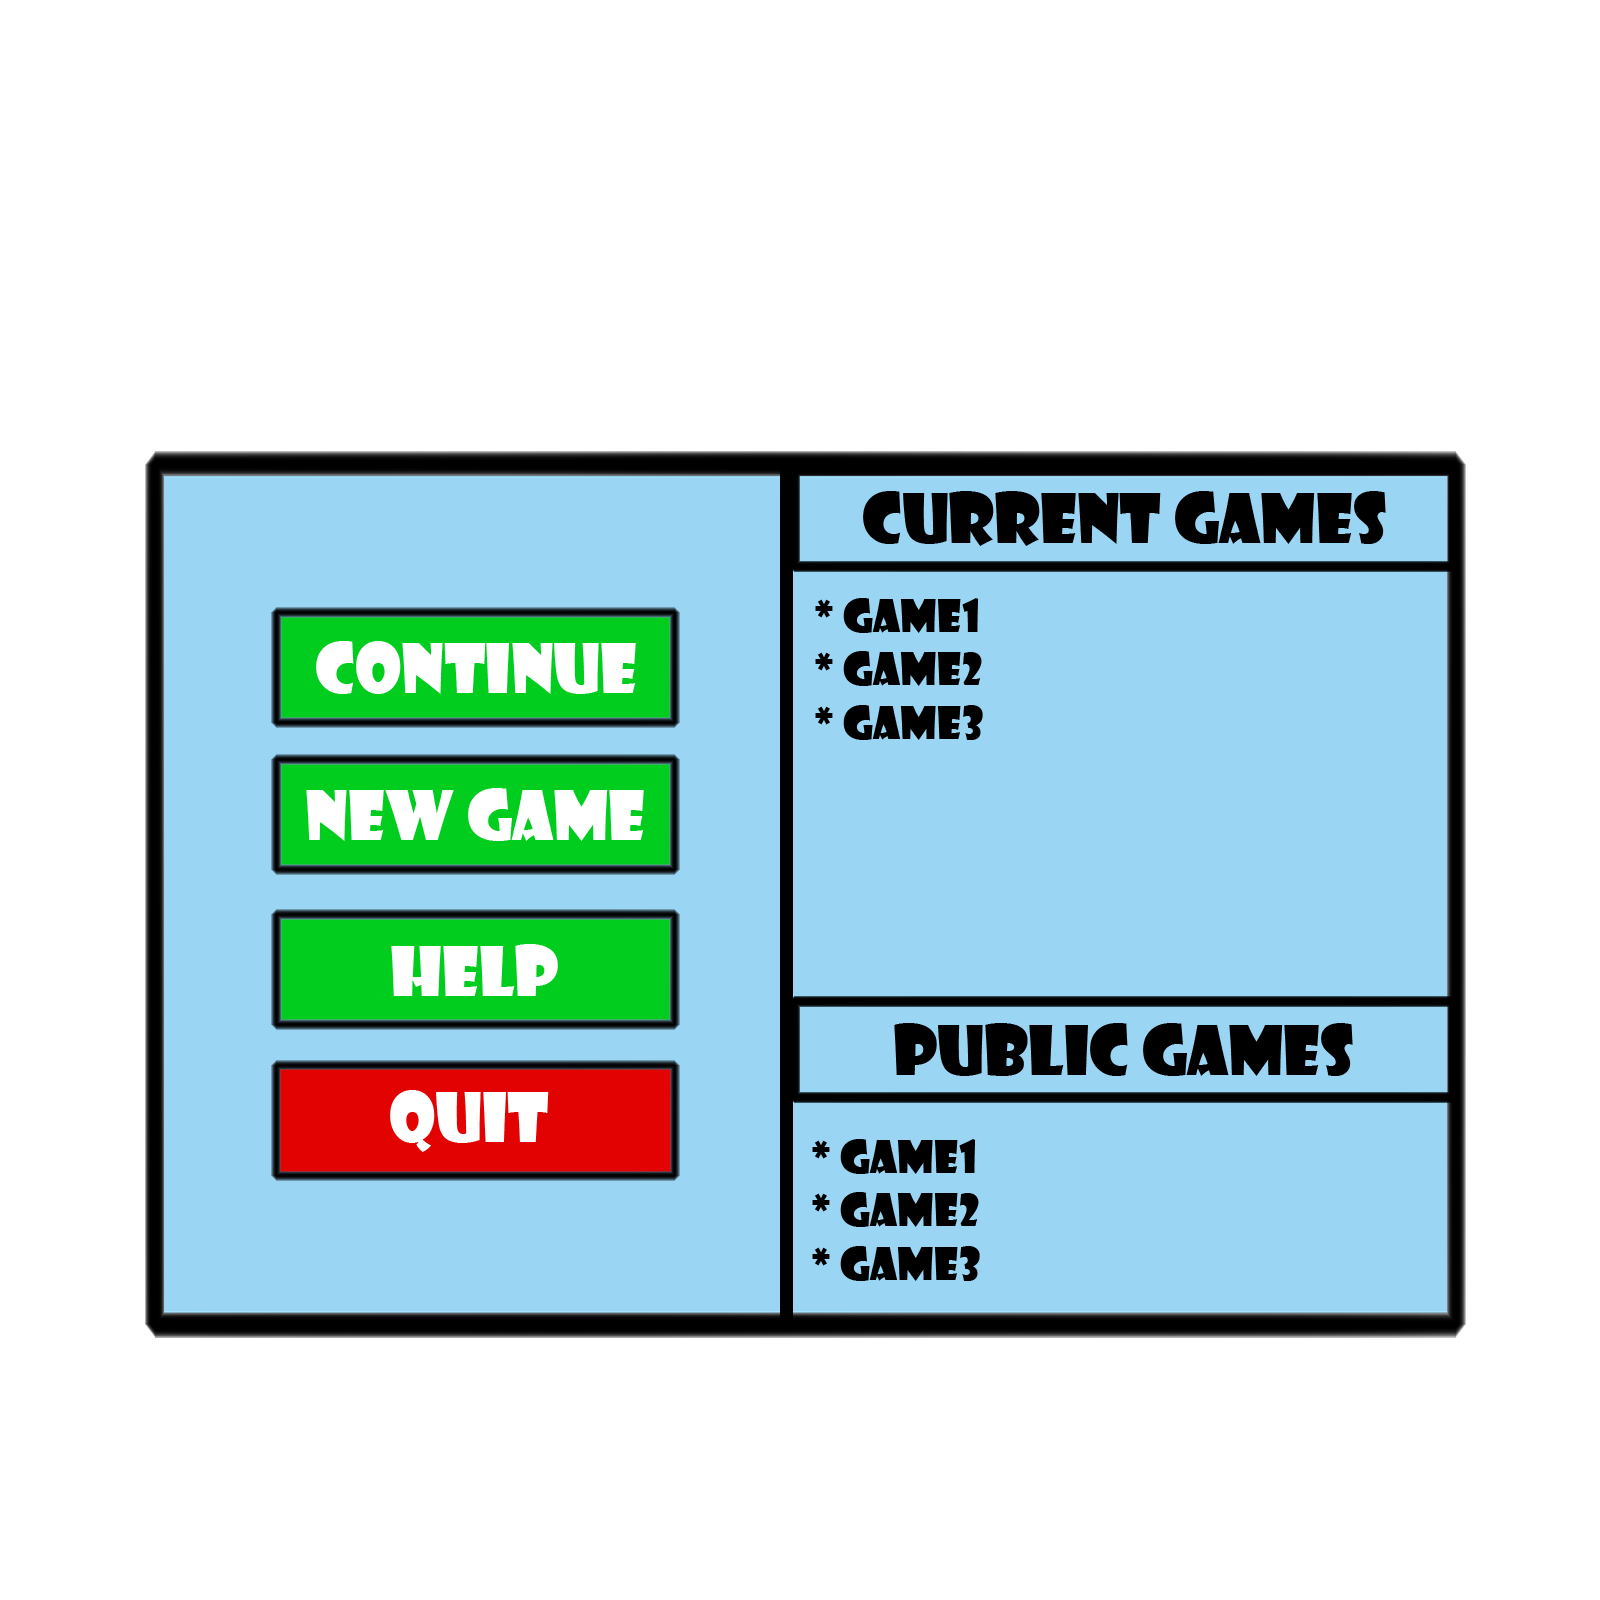 CONTINUE
NEW GAME
HELP
QUIT
CURRENT GAMES
* GAME1
* GAME2
* GAME3
PUBLIC GAMES
* GAME1
* GAME2
* GAME3